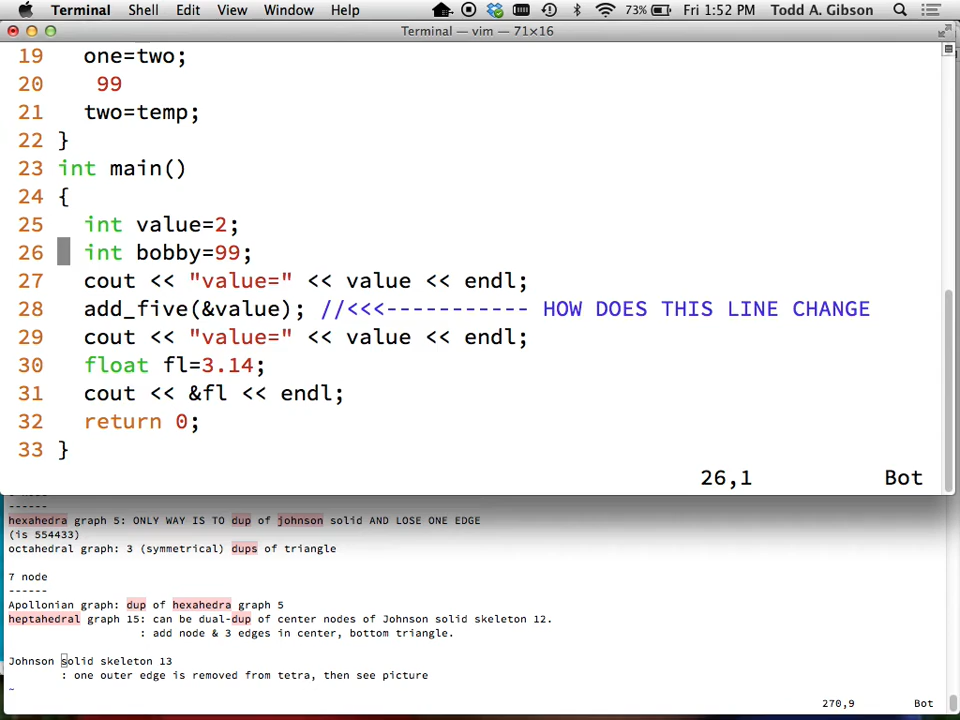 Terminal Shell Edit View Window Help 73% Fri 1:52 PM Todd A. Gibson
Terminal — vim — 71×16
19 one=two;
20 99
21 two=temp;
22 }
23 int main()
24 {
25 int value=2;
26 int bobby=99;
27 cout << "value=" << value << endl;
28 add_five(&value); //<<<----------- HOW DOES THIS LINE CHANGE
29 cout << "value=" << value << endl;
30 float fl=3.14;
31 cout << &fl << endl;
32 return 0;
33 }
26,1 Bot
------
hexahedra graph 5: ONLY WAY IS TO dup of johnson solid AND LOSE ONE EDGE
(is 554433)
octahedral graph: 3 (symmetrical) dups of triangle
7 node
------
Apollonian graph: dup of hexahedra graph 5
heptahedral graph 15: can be dual-dup of center nodes of Johnson solid skeleton 12.
: add node & 3 edges in center, bottom triangle.
Johnson solid skeleton 13
: one outer edge is removed from tetra, then see picture
~
270,9 Bot